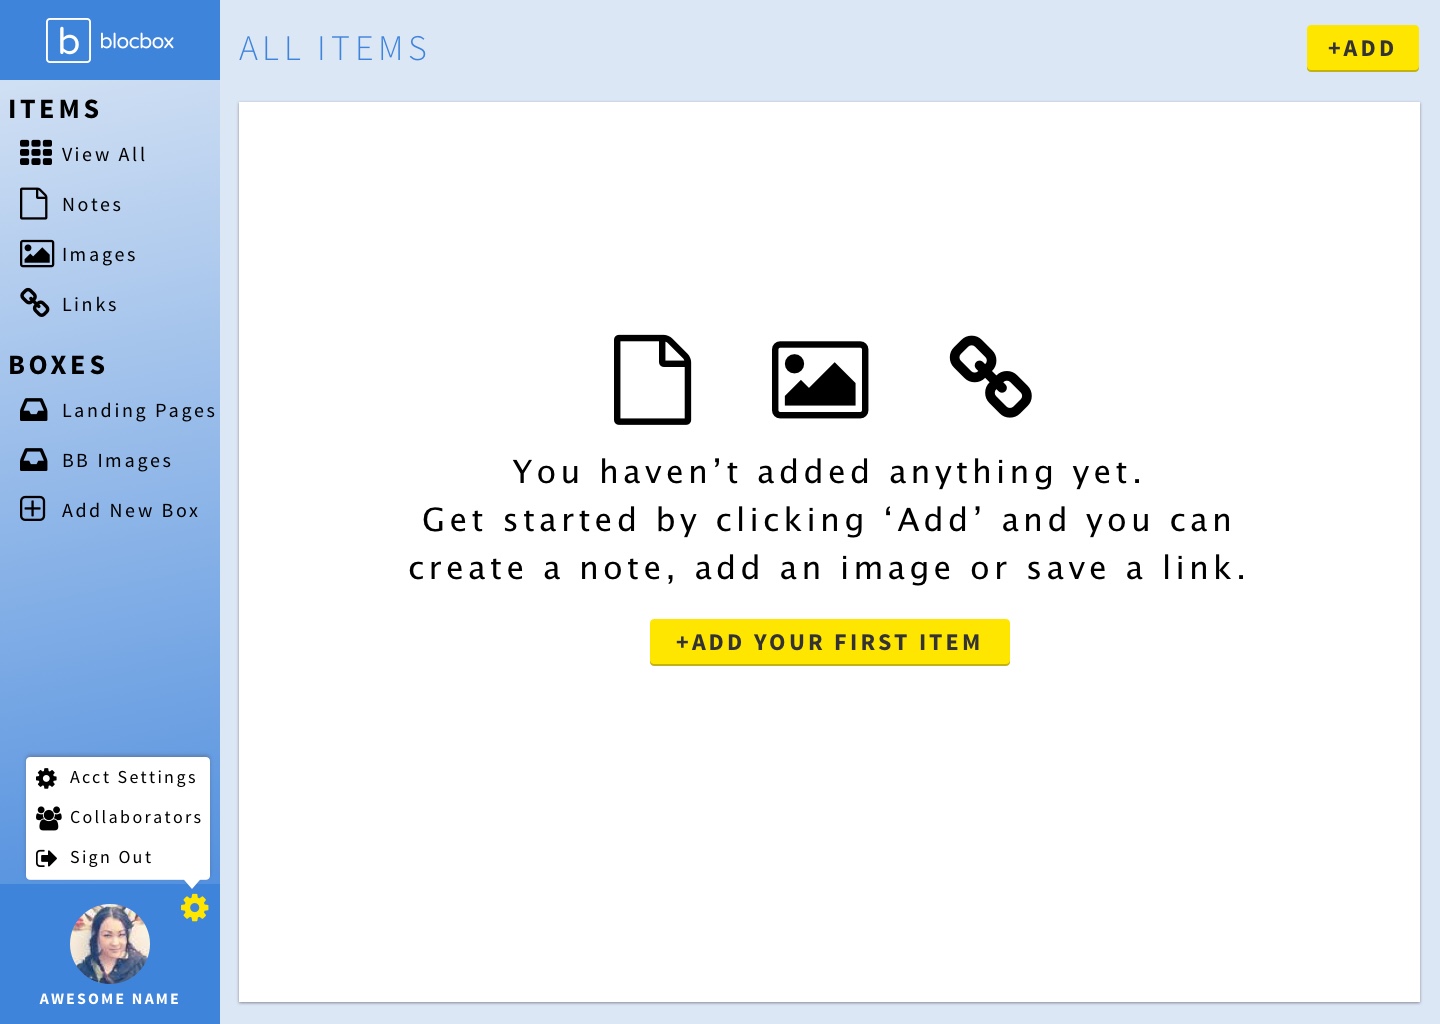 b blocbox
ITEMS
View All
Notes
Images
Links
BOXES
Landing Pages
BB Images
Add New Box
Acct Settings
Collaborators
Sign Out
AWESOME NAME
ALL ITEMS
+ADD
You haven’t added anything yet.
Get started by clicking ‘Add’ and you can
create a note, add an image or save a link.
+ADD YOUR FIRST ITEM